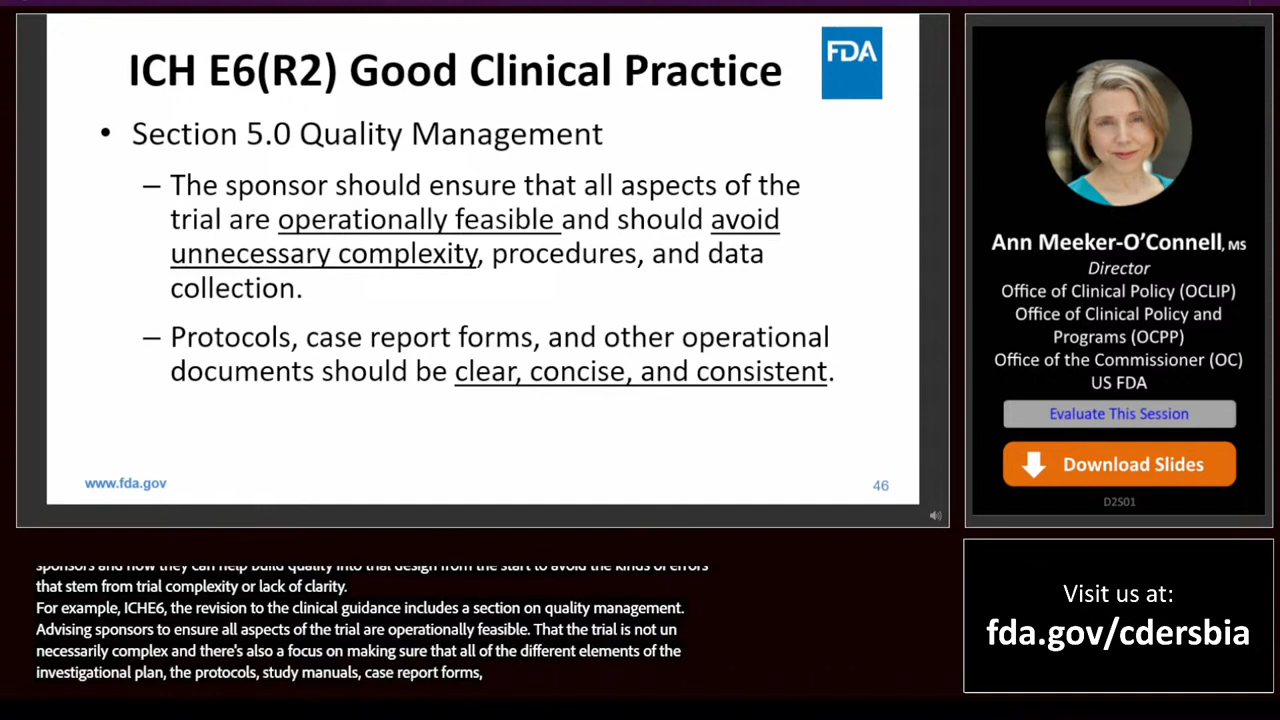 ICH E6(R2) Good Clinical Practice
FDA
• Section 5.0 Quality Management
– The sponsor should ensure that all aspects of the
trial are operationally feasible and should avoid
unnecessary complexity, procedures, and data
collection.
– Protocols, case report forms, and other operational
documents should be clear, concise, and consistent.
www.fda.gov
46
Ann Meeker-O’Connell, MS
Director
Office of Clinical Policy (OCLIP)
Office of Clinical Policy and
Programs (OCPP)
Office of the Commissioner (OC)
US FDA
Evaluate This Session
Download Slides
D2S01
sponsors and how they can help build quality into trial design from the start to avoid the kinds of errors
that stem from trial complexity or lack of clarity.
For example, ICHE6, the revision to the clinical guidance includes a section on quality management.
Advising sponsors to ensure all aspects of the trial are operationally feasible. That the trial is not un
necessarily complex and there's also a focus on making sure that all of the different elements of the
investigational plan, the protocols, study manuals, case report forms,
Visit us at:
fda.gov/cdersbia